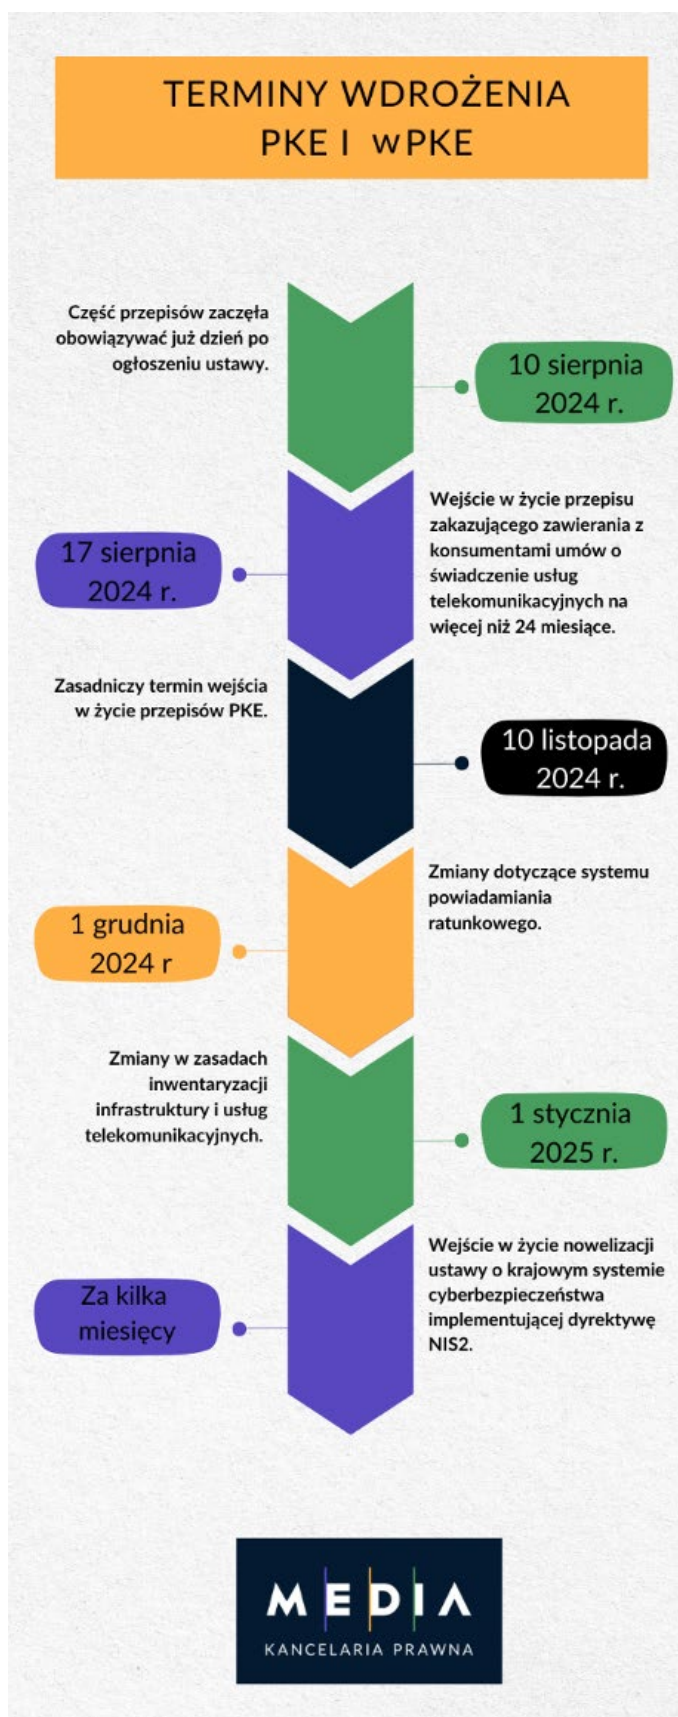 TERMINY WDROŻENIA
PKE I wPKE
Część przepisów zaczęła
obowiązywać już dzień po
ogłoszeniu ustawy.
10 sierpnia
2024 r.
17 sierpnia
2024 r.
Wejście w życie przepisu
zakazującego zawierania z
konsumentami umów o
świadczenie usług
telekomunikacyjnych na
więcej niż 24 miesiące.
Zasadniczy termin wejścia
w życie przepisów PKE.
10 listopada
2024 r.
1 grudnia
2024 r
Zmiany dotyczące systemu
powiadamiania
ratunkowego.
Zmiany w zasadach
inwentaryzacji
infrastruktury i usług
telekomunikacyjnych.
1 stycznia
2025 r.
Za kilka
miesięcy
Wejście w życie nowelizacji
ustawy o krajowym systemie
cyberbezpieczeństwa
implementującej dyrektywę
NIS2.
MEDIA
KANCELARIA PRAWNA